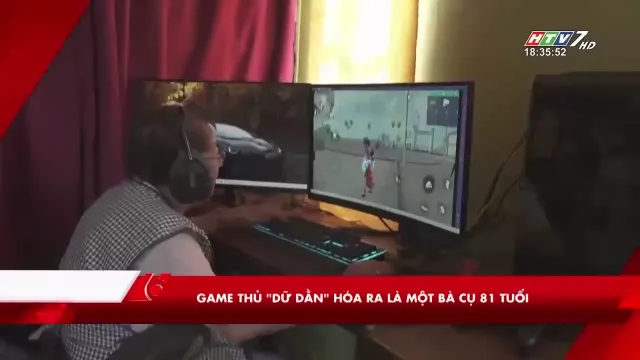 HTV7 HD
18:35:52
GAME THỦ "DỮ DẰN" HÓA RA LÀ MỘT BÀ CỤ 81 TUỔI